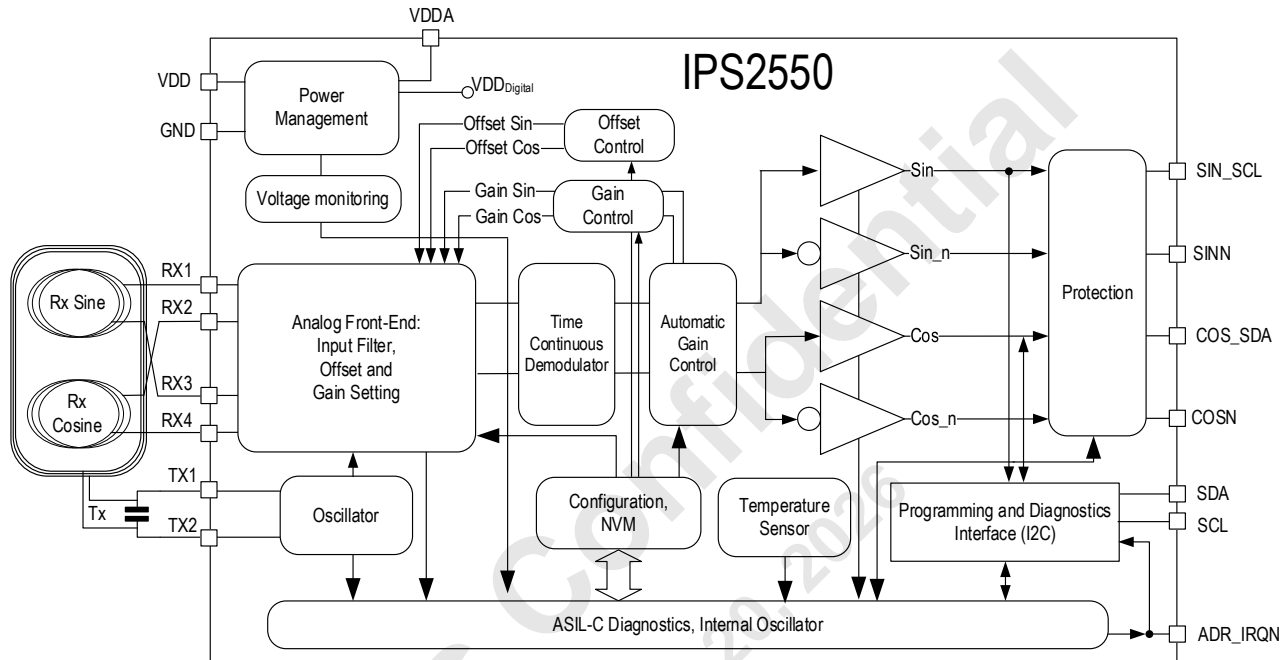 VDDA
IPS2550
VDD
GND
Power
Management
VDDDigital
Offset Sin
Offset Cos
Offset
Control
Gain Sin
Gain Cos
Gain
Control
Voltage monitoring
Sin
Sin_n
Cos
Cos_n
Protection
SIN_SCL
SINN
COS_SDA
COSN
RX1
RX2
RX3
RX4
Rx Sine
Rx
Cosine
Analog Front-End:
Input Filter,
Offset and
Gain Setting
Time
Continuous
Demodulator
Automatic
Gain
Control
TX1
TX2
Tx
Oscillator
Configuration,
NVM
Temperature
Sensor
Programming and Diagnostics
Interface (I2C)
SDA
SCL
ASIL-C Diagnostics, Internal Oscillator
ADR_IRQN
Confidential
20, 2026